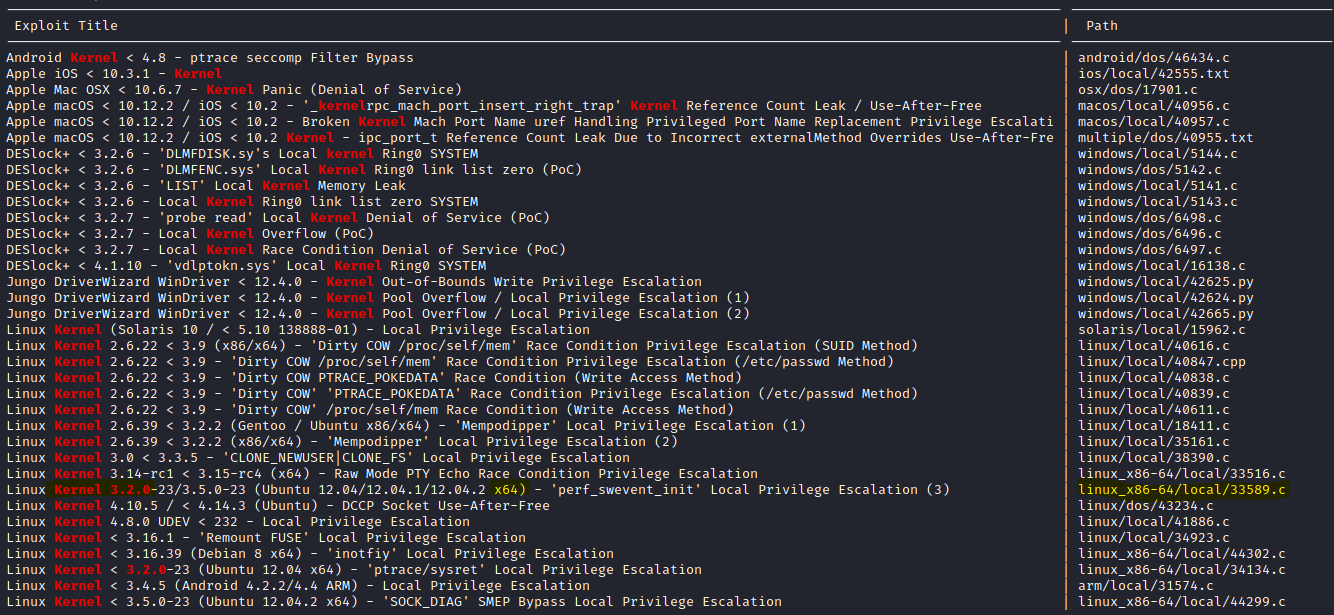 Exploit Title | Path
Android Kernel < 4.8 - ptrace seccomp Filter Bypass | android/dos/46434.c
Apple iOS < 10.3.1 - Kernel | ios/local/42555.txt
Apple Mac OSX < 10.6.7 - Kernel Panic (Denial of Service) | osx/dos/17901.c
Apple macOS < 10.12.2 / iOS < 10.2 - '_kernelrpc_mach_port_insert_right_trap' Kernel Reference Count Leak / Use-After-Free | macos/local/40956.c
Apple macOS < 10.12.2 / iOS < 10.2 - Broken Kernel Mach Port Name uref Handling Privileged Port Name Replacement Privilege Escalati | macos/local/40957.c
Apple macOS < 10.12.2 / iOS < 10.2 Kernel - ipc_port_t Reference Count Leak Due to Incorrect externalMethod Overrides Use-After-Fre | multiple/dos/40955.txt
DESlock+ < 3.2.6 - 'DLMFDISK.sy's Local kernel Ring0 SYSTEM | windows/local/5144.c
DESlock+ < 3.2.6 - 'DLMFENC.sys' Local Kernel Ring0 link list zero (PoC) | windows/dos/5142.c
DESlock+ < 3.2.6 - 'LIST' Local Kernel Memory Leak | windows/local/5141.c
DESlock+ < 3.2.6 - Local Kernel Ring0 link list zero SYSTEM | windows/local/5143.c
DESlock+ < 3.2.7 - 'probe read' Local Kernel Denial of Service (PoC) | windows/dos/6498.c
DESlock+ < 3.2.7 - Local Kernel Overflow (PoC) | windows/dos/6496.c
DESlock+ < 3.2.7 - Local Kernel Race Condition Denial of Service (PoC) | windows/dos/6497.c
DESlock+ < 4.1.10 - 'vdlptokn.sys' Local Kernel Ring0 SYSTEM | windows/local/16138.c
Jungo DriverWizard WinDriver < 12.4.0 - Kernel Out-of-Bounds Write Privilege Escalation | windows/local/42625.py
Jungo DriverWizard WinDriver < 12.4.0 - Kernel Pool Overflow / Local Privilege Escalation (1) | windows/local/42624.py
Jungo DriverWizard WinDriver < 12.4.0 - Kernel Pool Overflow / Local Privilege Escalation (2) | windows/local/42665.py
Linux Kernel (Solaris 10 / < 5.10 138888-01) - Local Privilege Escalation | solaris/local/15962.c
Linux Kernel 2.6.22 < 3.9 (x86/x64) - 'Dirty COW /proc/self/mem' Race Condition Privilege Escalation (SUID Method) | linux/local/40616.c
Linux Kernel 2.6.22 < 3.9 - 'Dirty COW /proc/self/mem' Race Condition Privilege Escalation (/etc/passwd Method) | linux/local/40847.cpp
Linux Kernel 2.6.22 < 3.9 - 'Dirty COW PTRACE_POKEDATA' Race Condition (Write Access Method) | linux/local/40838.c
Linux Kernel 2.6.22 < 3.9 - 'Dirty COW' 'PTRACE_POKEDATA' Race Condition Privilege Escalation (/etc/passwd Method) | linux/local/40839.c
Linux Kernel 2.6.22 < 3.9 - 'Dirty COW' /proc/self/mem Race Condition (Write Access Method) | linux/local/40611.c
Linux Kernel 2.6.39 < 3.2.2 (Gentoo / Ubuntu x86/x64) - 'Mempodipper' Local Privilege Escalation (1) | linux/local/18411.c
Linux Kernel 2.6.39 < 3.2.2 (x86/x64) - 'Mempodipper' Local Privilege Escalation (2) | linux/local/35161.c
Linux Kernel 3.0 < 3.3.5 - 'CLONE_NEWUSER|CLONE_FS' Local Privilege Escalation | linux/local/38390.c
Linux Kernel 3.14-rc1 < 3.15-rc4 (x64) - Raw Mode PTY Echo Race Condition Privilege Escalation | linux_x86-64/local/33516.c
Linux Kernel 3.2.0-23/3.5.0-23 (Ubuntu 12.04/12.04.1/12.04.2 x64) - 'perf_swevent_init' Local Privilege Escalation (3) | linux_x86-64/local/33589.c
Linux Kernel 4.10.5 / < 4.14.3 (Ubuntu) - DCCP Socket Use-After-Free | linux/dos/43234.c
Linux Kernel 4.8.0 UDEV < 232 - Local Privilege Escalation | linux/local/41886.c
Linux Kernel < 3.16.1 - 'Remount FUSE' Local Privilege Escalation | linux/local/34923.c
Linux Kernel < 3.16.39 (Debian 8 x64) - 'inotfiy' Local Privilege Escalation | linux_x86-64/local/44302.c
Linux Kernel < 3.2.0-23 (Ubuntu 12.04 x64) - 'ptrace/sysret' Local Privilege Escalation | linux_x86-64/local/34134.c
Linux Kernel < 3.4.5 (Android 4.2.2/4.4 ARM) - Local Privilege Escalation | arm/local/31574.c
Linux Kernel < 3.5.0-23 (Ubuntu 12.04.2 x64) - 'SOCK_DIAG' SMEP Bypass Local Privilege Escalation | linux_x86-64/local/44299.c